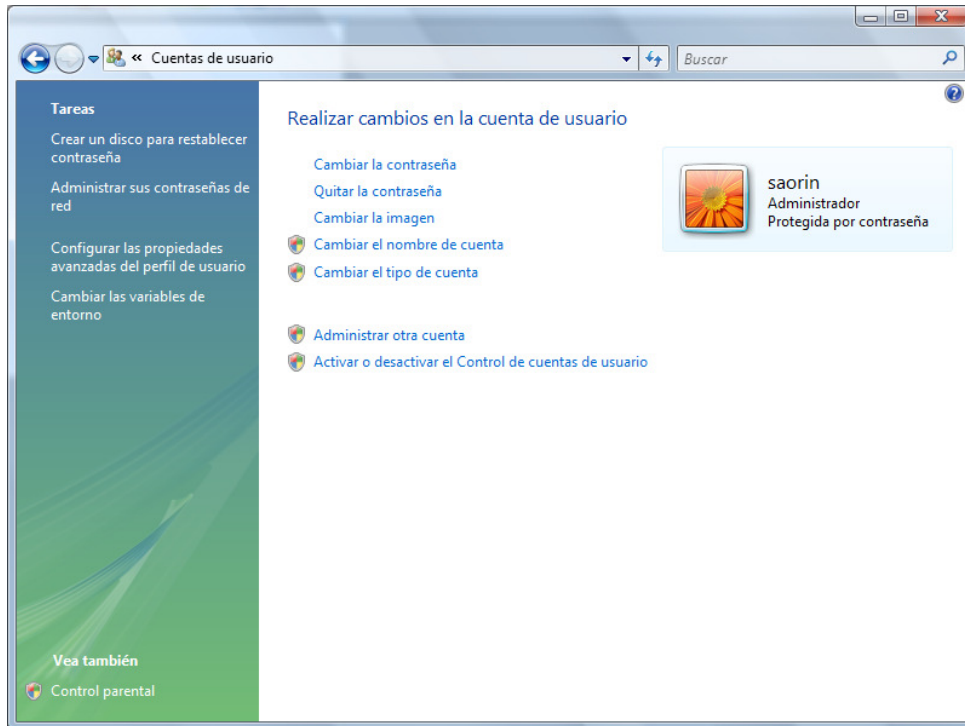 « Cuentas de usuario
Buscar
Tareas
Crear un disco para restablecer
contraseña
Administrar sus contraseñas de
red
Configurar las propiedades
avanzadas del perfil de usuario
Cambiar las variables de
entorno
Vea también
Control parental
Realizar cambios en la cuenta de usuario
Cambiar la contraseña
Quitar la contraseña
Cambiar la imagen
Cambiar el nombre de cuenta
Cambiar el tipo de cuenta
Administrar otra cuenta
Activar o desactivar el Control de cuentas de usuario
saorin
Administrador
Protegida por contraseña